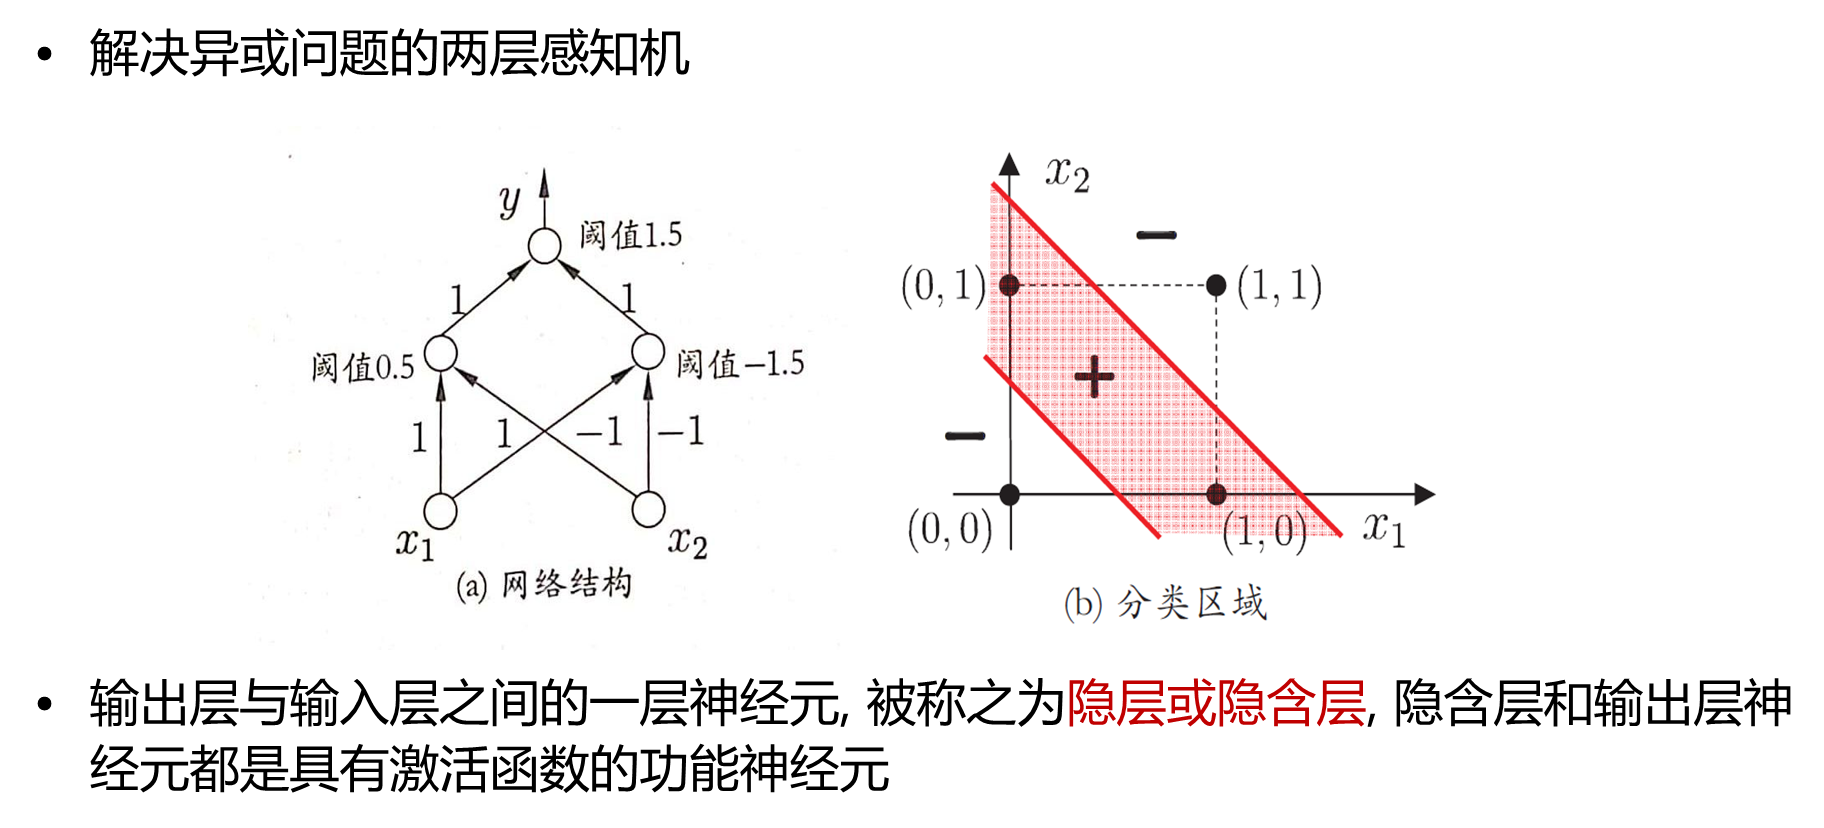 • 解决异或问题的两层感知机
y
阈值1.5
1 1
阈值0.5 阈值−1.5
1 1 −1 −1
x1 x2
(a) 网络结构
x2
−
(0, 1) (1, 1)
+
−
(0, 0) (1, 0) x1
(b) 分类区域
• 输出层与输入层之间的一层神经元, 被称之为隐层或隐含层, 隐含层和输出层神
经元都是具有激活函数的功能神经元